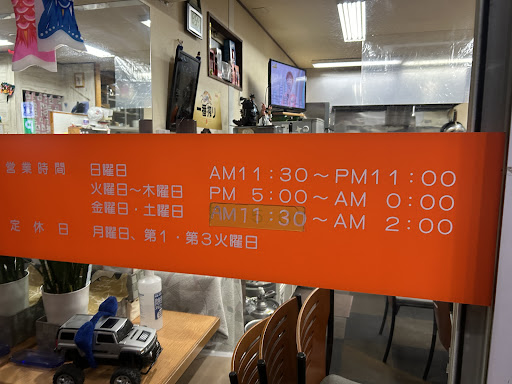 営業時間 日曜日 AM11:30～PM11:00
火曜日～木曜日 PM 5:00～AM 0:00
金曜日・土曜日 AM11:30～AM 2:00
定休日 月曜日、第1・第3火曜日